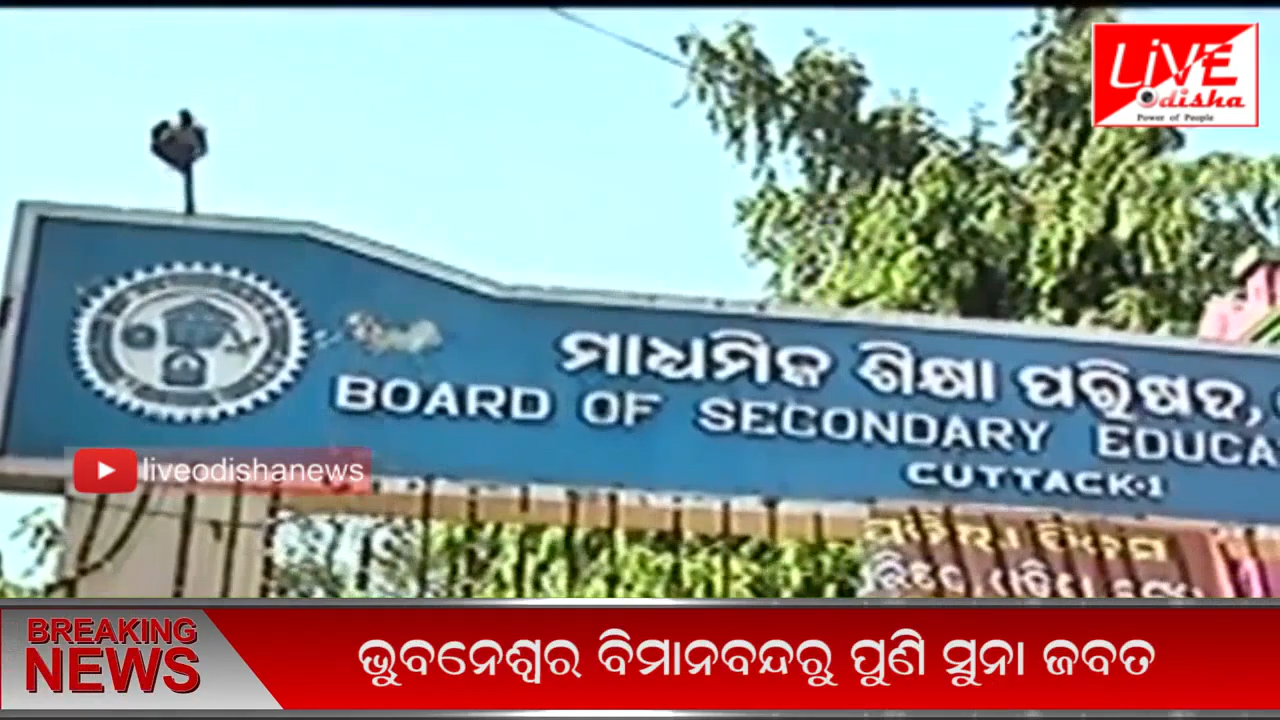 LiVE
Odisha
Power of People
ମାଧ୍ୟମିକ ଶିକ୍ଷା ପରିଷଦ,
BOARD OF SECONDARY EDUCA
CUTTACK-1
liveodishanews
BREAKING
NEWS
ଭୁବନେଶ୍ୱର ବିମାନବନ୍ଦରୁ ପୁଣି ସୁନା ଜବତ